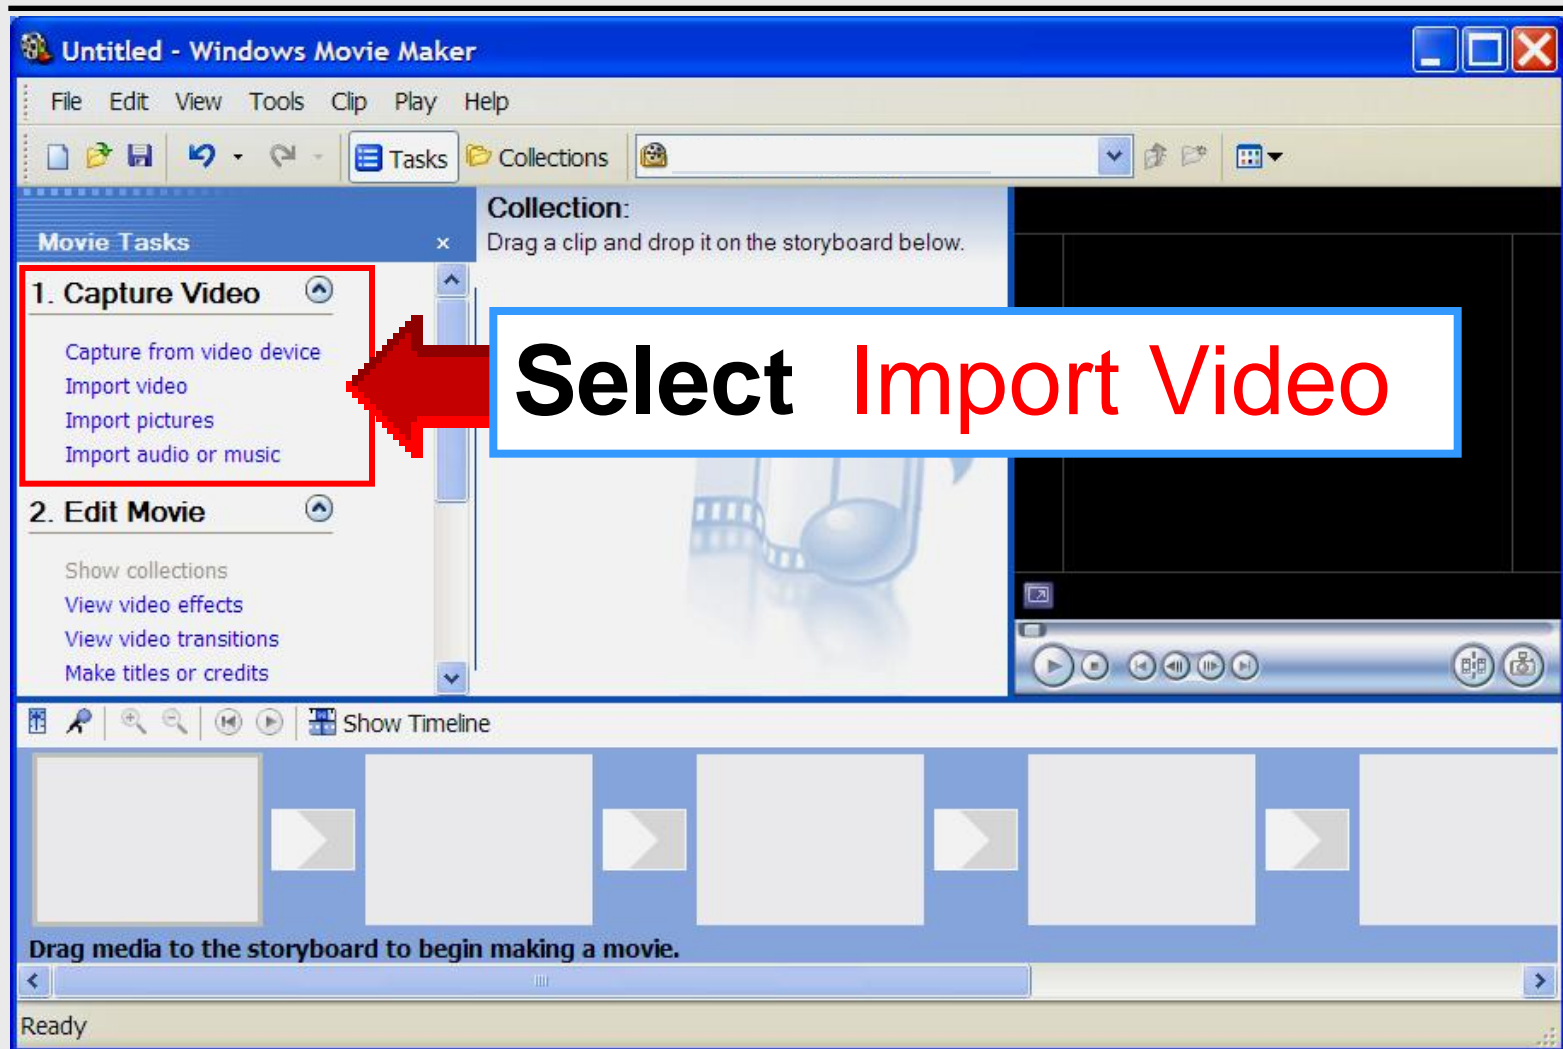 Untitled - Windows Movie Maker
File Edit View Tools Clip Play Help
Tasks Collections
Movie Tasks
Collection:
Drag a clip and drop it on the storyboard below.
1. Capture Video
Capture from video device
Import video
Import pictures
Import audio or music
Select Import Video
2. Edit Movie
Show collections
View video effects
View video transitions
Make titles or credits
Show Timeline
Drag media to the storyboard to begin making a movie.
Ready